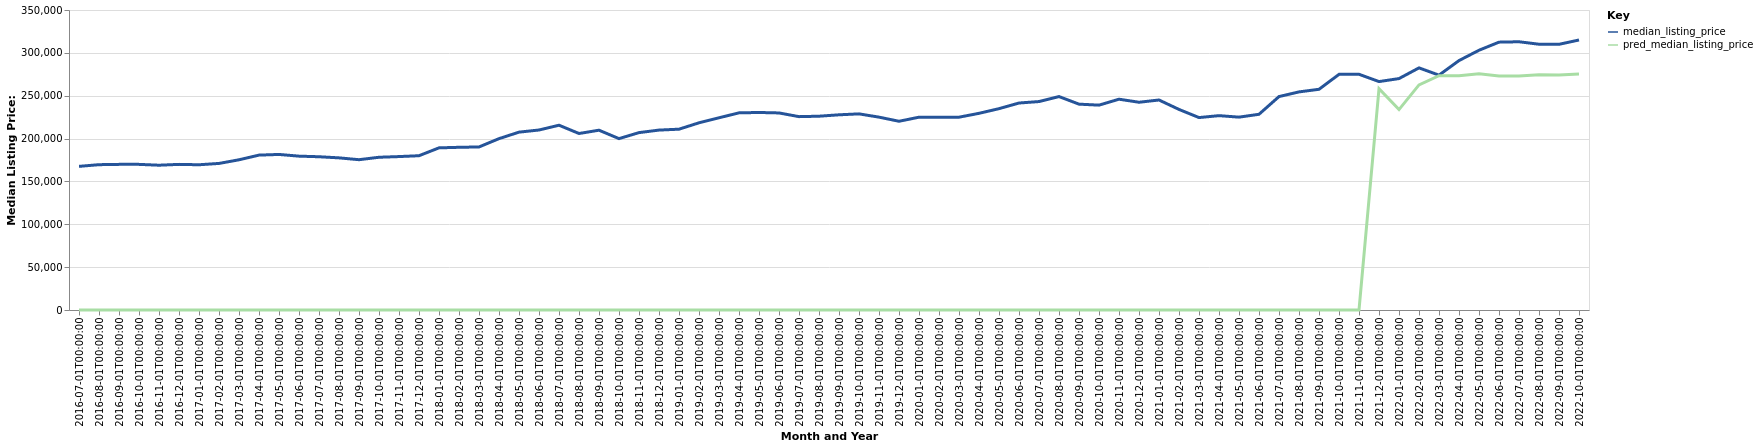 350,000
300,000
250,000
200,000
150,000
100,000
50,000
0
Median Listing Price:
2016-07-01T00:00:00
2016-08-01T00:00:00
2016-09-01T00:00:00
2016-10-01T00:00:00
2016-11-01T00:00:00
2016-12-01T00:00:00
2017-01-01T00:00:00
2017-02-01T00:00:00
2017-03-01T00:00:00
2017-04-01T00:00:00
2017-05-01T00:00:00
2017-06-01T00:00:00
2017-07-01T00:00:00
2017-08-01T00:00:00
2017-09-01T00:00:00
2017-10-01T00:00:00
2017-11-01T00:00:00
2017-12-01T00:00:00
2018-01-01T00:00:00
2018-02-01T00:00:00
2018-03-01T00:00:00
2018-04-01T00:00:00
2018-05-01T00:00:00
2018-06-01T00:00:00
2018-07-01T00:00:00
2018-08-01T00:00:00
2018-09-01T00:00:00
2018-10-01T00:00:00
2018-11-01T00:00:00
2018-12-01T00:00:00
2019-01-01T00:00:00
2019-02-01T00:00:00
2019-03-01T00:00:00
2019-04-01T00:00:00
2019-05-01T00:00:00
2019-06-01T00:00:00
2019-07-01T00:00:00
2019-08-01T00:00:00
2019-09-01T00:00:00
2019-10-01T00:00:00
2019-11-01T00:00:00
2019-12-01T00:00:00
2020-01-01T00:00:00
2020-02-01T00:00:00
2020-03-01T00:00:00
2020-04-01T00:00:00
2020-05-01T00:00:00
2020-06-01T00:00:00
2020-07-01T00:00:00
2020-08-01T00:00:00
2020-09-01T00:00:00
2020-10-01T00:00:00
2020-11-01T00:00:00
2020-12-01T00:00:00
2021-01-01T00:00:00
2021-02-01T00:00:00
2021-03-01T00:00:00
2021-04-01T00:00:00
2021-05-01T00:00:00
2021-06-01T00:00:00
2021-07-01T00:00:00
2021-08-01T00:00:00
2021-09-01T00:00:00
2021-10-01T00:00:00
2021-11-01T00:00:00
2021-12-01T00:00:00
2022-01-01T00:00:00
2022-02-01T00:00:00
2022-03-01T00:00:00
2022-04-01T00:00:00
2022-05-01T00:00:00
2022-06-01T00:00:00
2022-07-01T00:00:00
2022-08-01T00:00:00
2022-09-01T00:00:00
2022-10-01T00:00:00
Month and Year
Key
median_listing_price
pred_median_listing_price